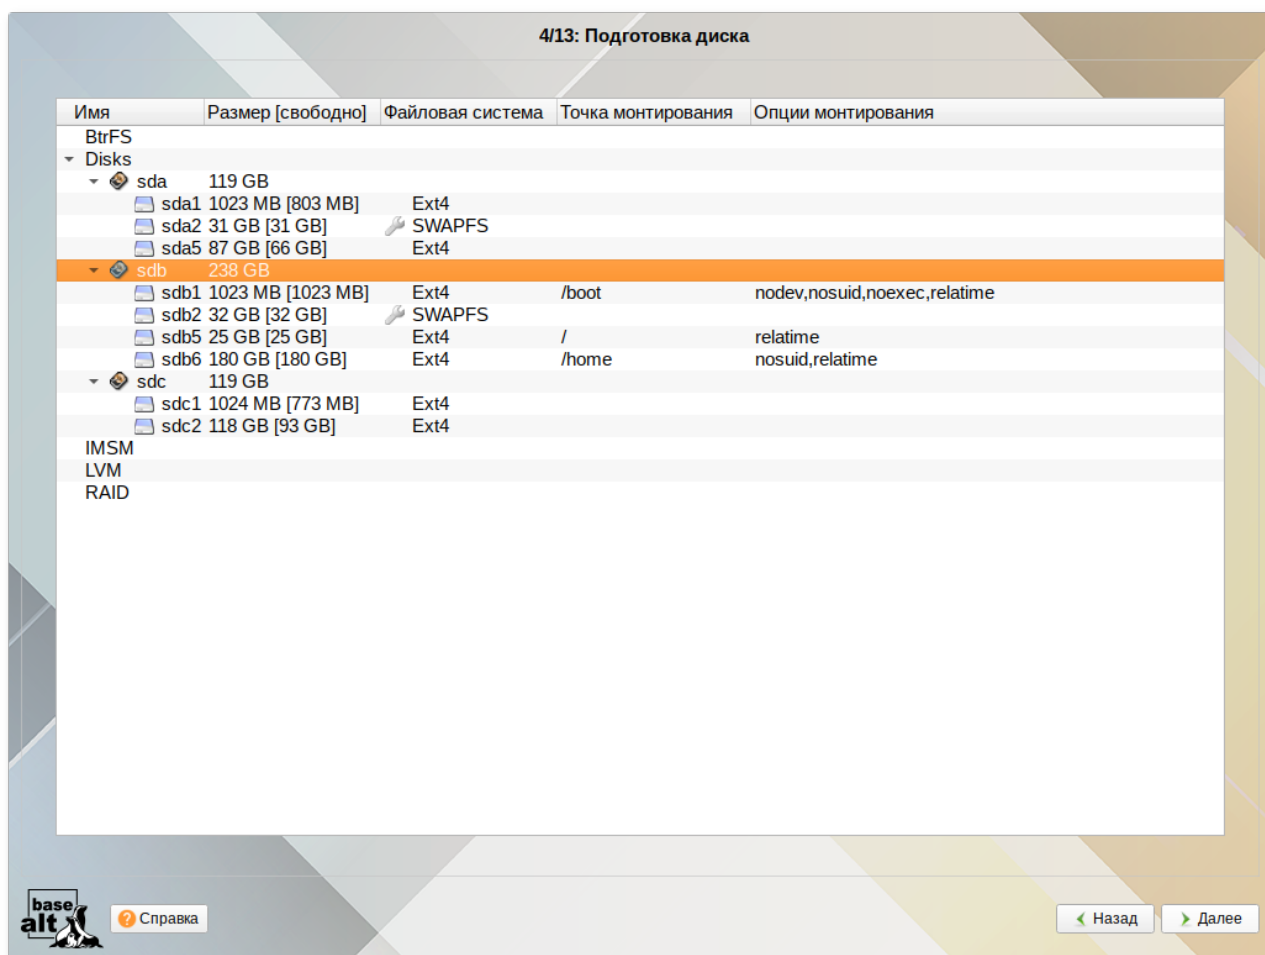 4/13: Подготовка диска
Имя Размер [свободно] Файловая система Точка монтирования Опции монтирования
BtrFS
Disks
sda 119 GB
sda1 1023 MB [803 MB] Ext4
sda2 31 GB [31 GB] SWAPFS
sda5 87 GB [66 GB] Ext4
sdb 238 GB
sdb1 1023 MB [1023 MB] Ext4 /boot nodev,nosuid,noexec,relatime
sdb2 32 GB [32 GB] SWAPFS
sdb5 25 GB [25 GB] Ext4 / relatime
sdb6 180 GB [180 GB] Ext4 /home nosuid,relatime
sdc 119 GB
sdc1 1024 MB [773 MB] Ext4
sdc2 118 GB [93 GB] Ext4
IMSM
LVM
RAID
base
alt
Справка Назад Далее